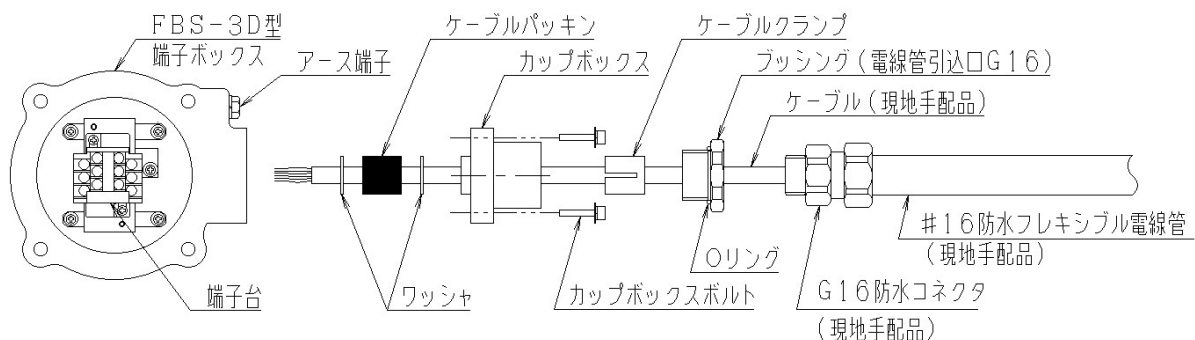 FBS-3D型
端子ボックス
アース端子
ケーブルパッキン
カップボックス
ケーブルクランプ
ブッシング(電線管引込口G16)
ケーブル(現地手配品)
端子台
ワッシャ
カップボックスボルト
Oリング
#16防水フレキシブル電線管
(現地手配品)
G16防水コネクタ
(現地手配品)